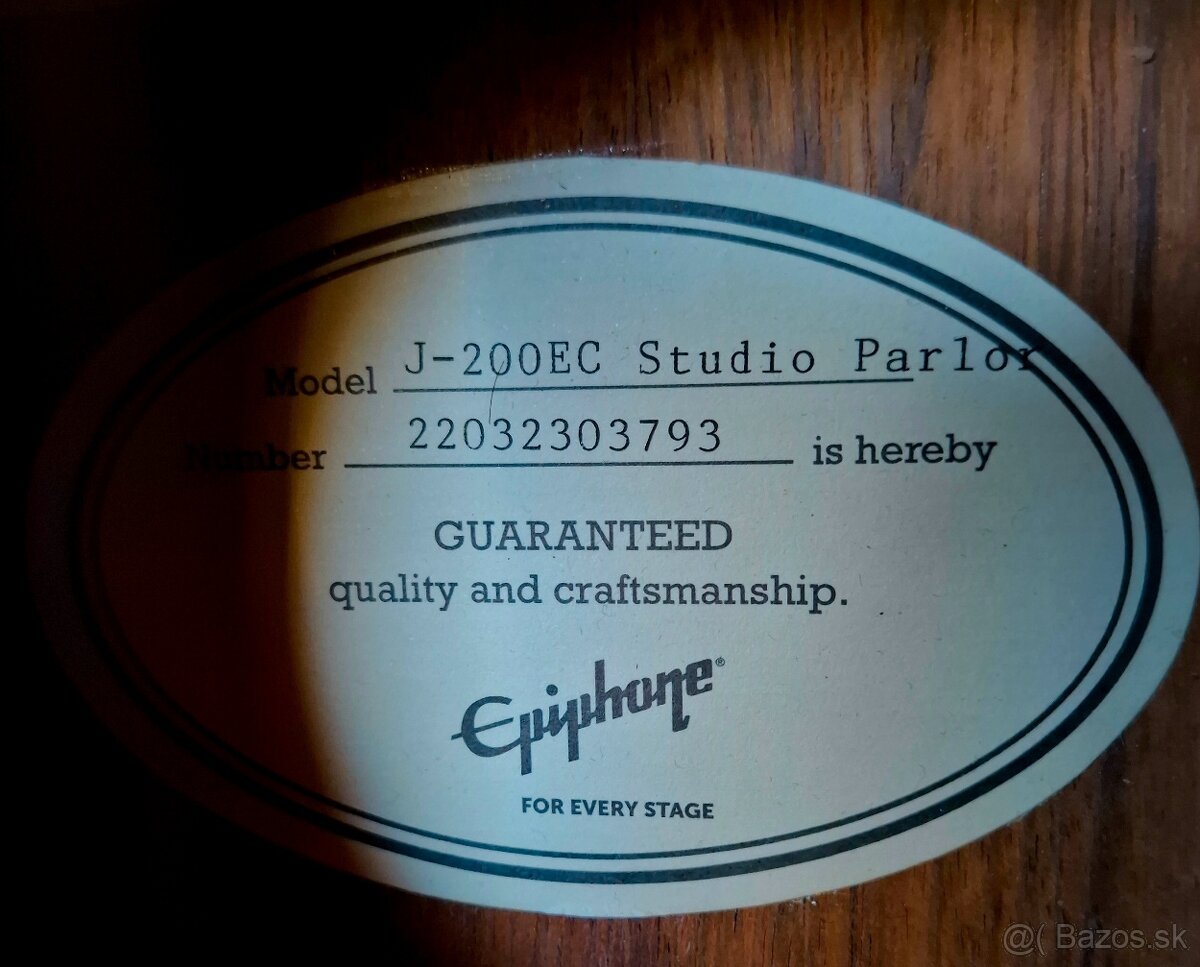 Model J-200EC Studio Parlor
Number 22032303793 is hereby
GUARANTEED
quality and craftsmanship.
Epiphone®
FOR EVERY STAGE
@( Bazos.sk